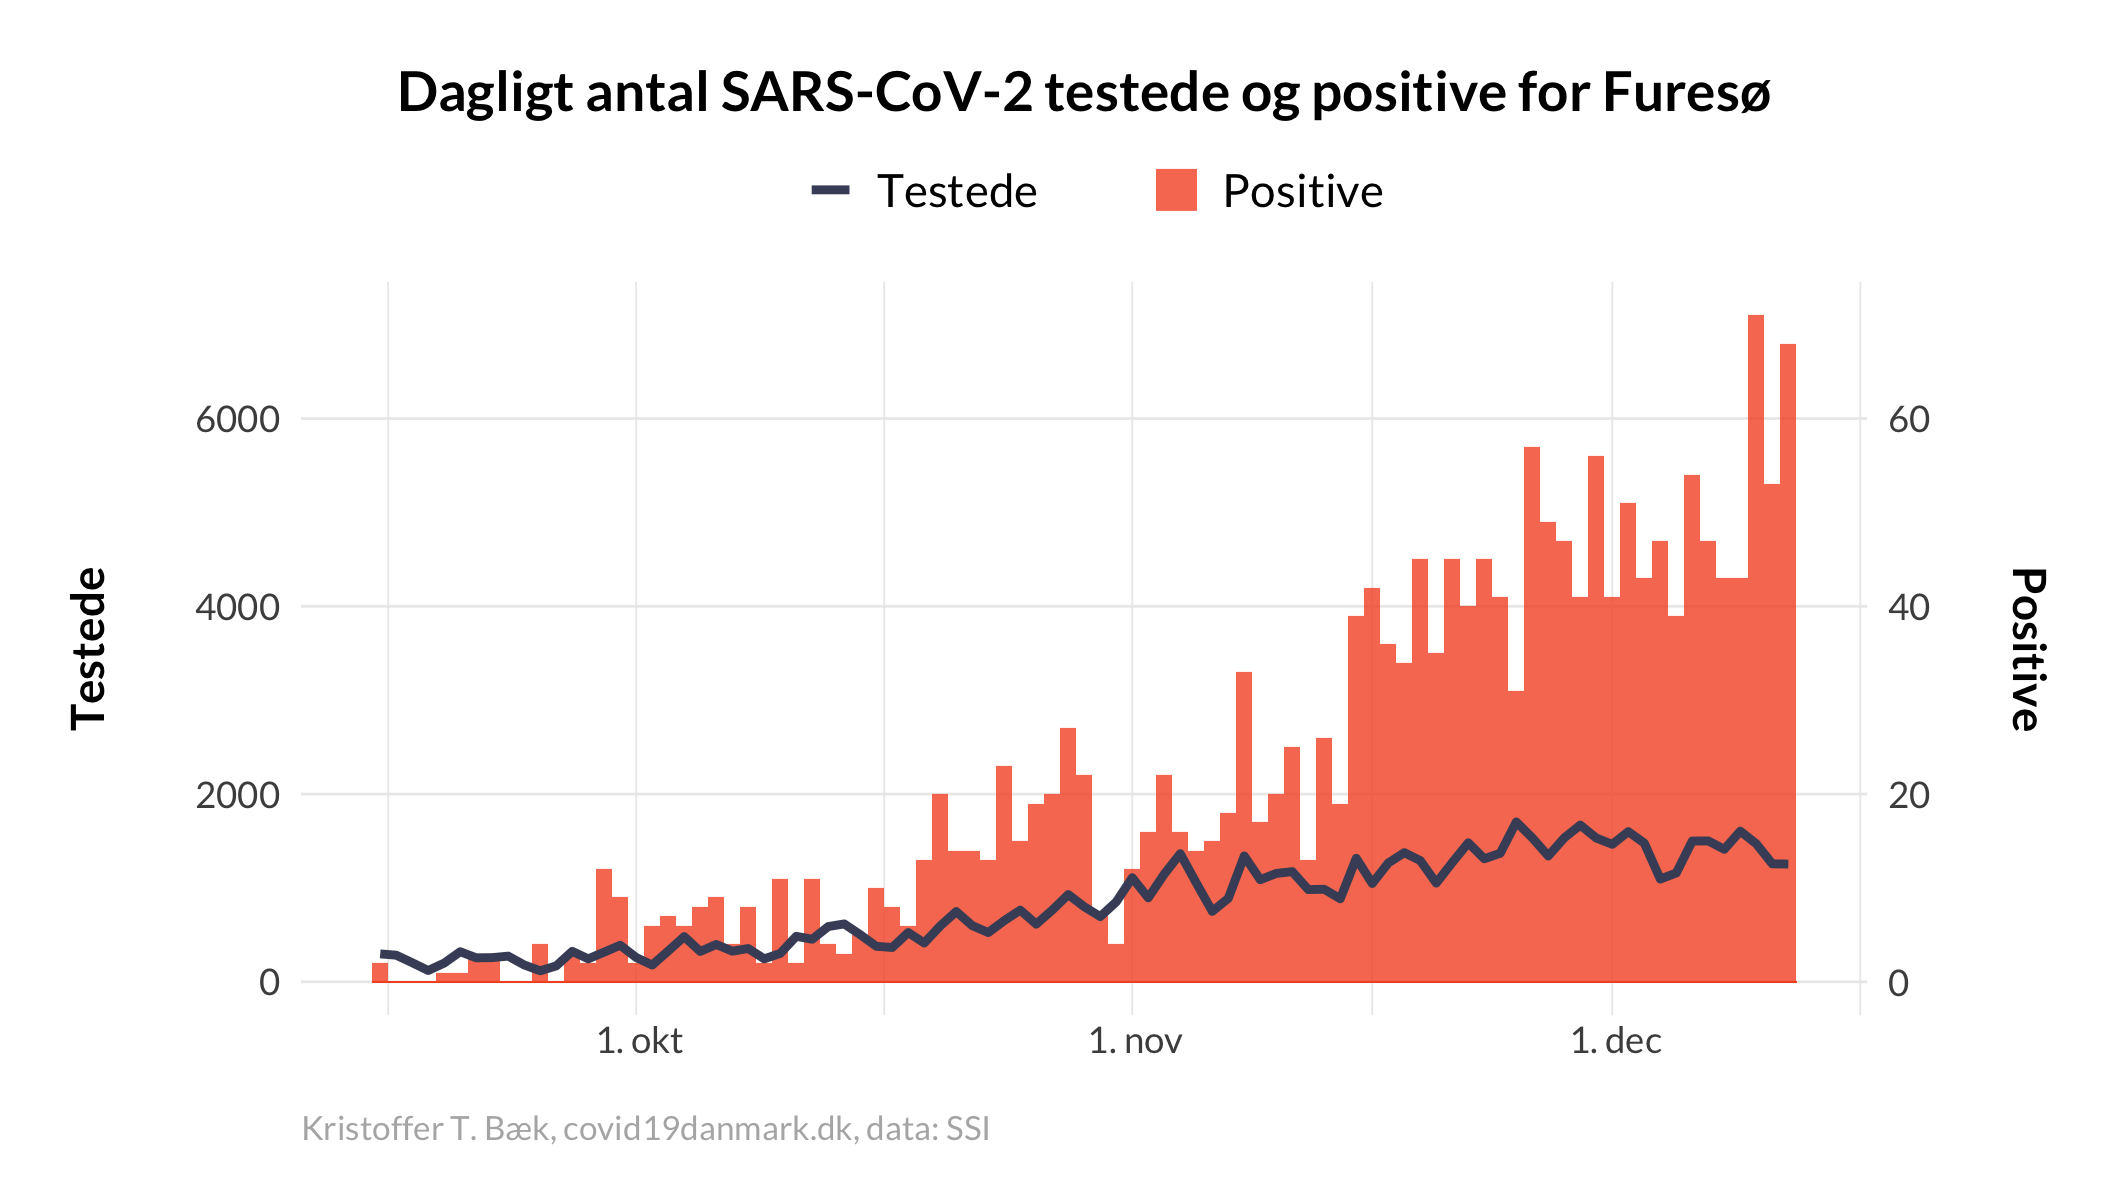 Dagligt antal SARS-CoV-2 testede og positive for Furesø
Testede
Positive
6000
4000
2000
0
60
40
20
0
Testede
Positive
1. okt
1. nov
1. dec
Kristoffer T. Bæk, covid19danmark.dk, data: SSI